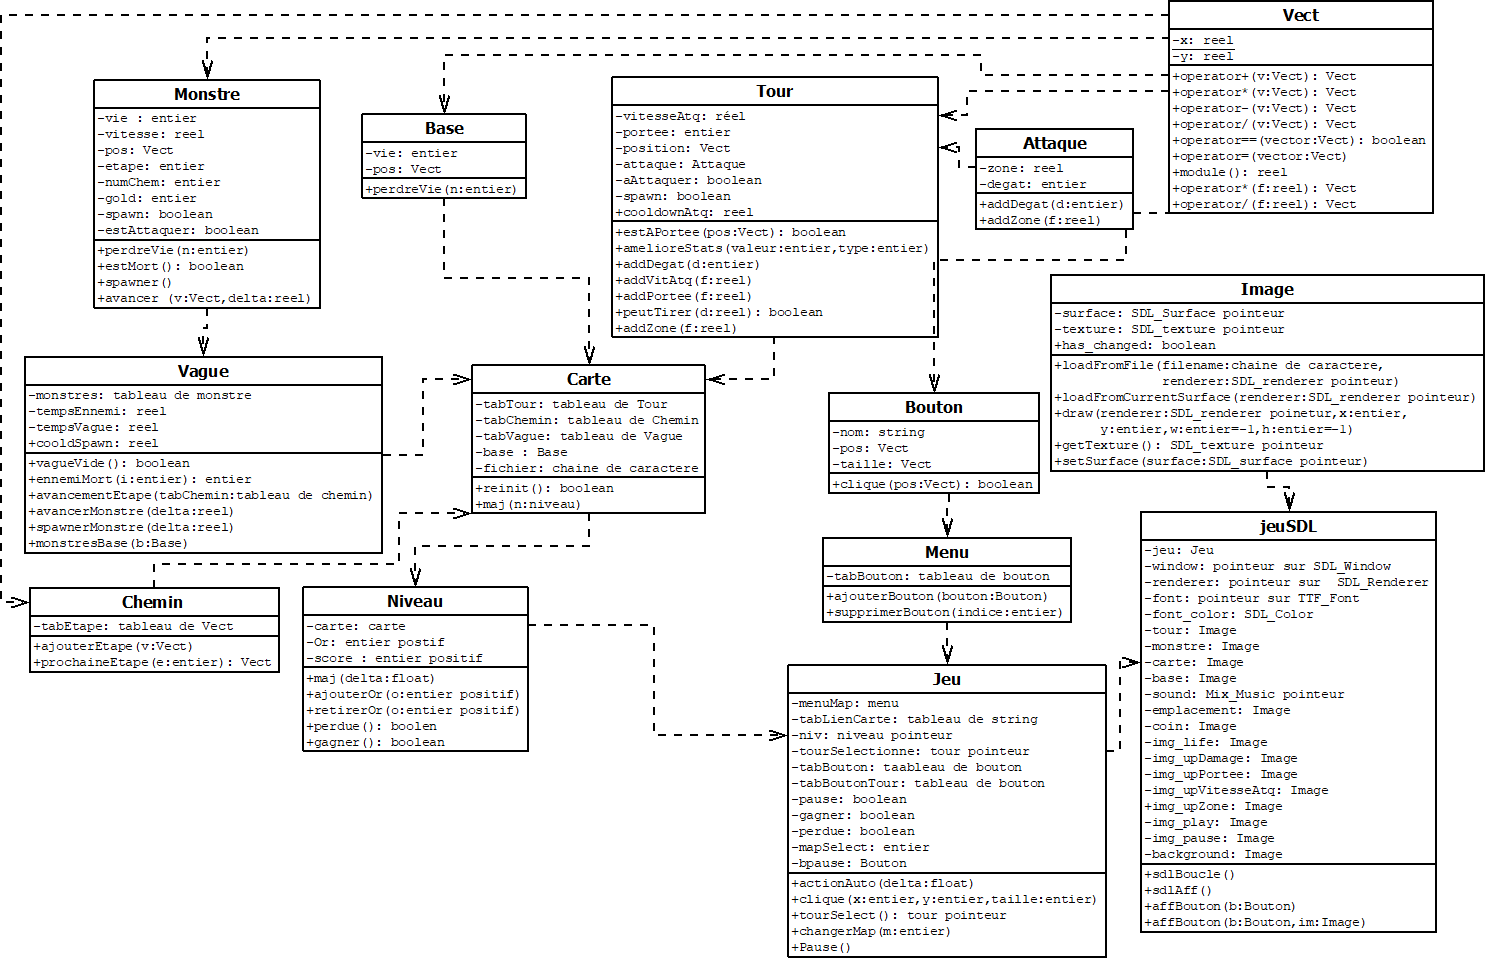 Vect
-x: reel
-y: reel
+operator+(v:Vect): Vect
+operator*(v:Vect): Vect
+operator-(v:Vect): Vect
+operator/(v:Vect): Vect
+operator==(vector:Vect): boolean
+operator=(vector:Vect)
+module(): reel
+operator*(f:reel): Vect
+operator/(f:reel): Vect
Monstre
-vie : entier
-vitesse: reel
-pos: Vect
-etape: entier
-numChem: entier
-gold: entier
-spawn: boolean
-estAttaquer: boolean
+perdreVie(n:entier)
+estMort(): boolean
+spawner()
+avancer (v:Vect,delta:reel)
Base
-vie: entier
-pos: Vect
+perdreVie(n:entier)
Tour
-vitesseAtq: réel
-portee: entier
-position: Vect
-attaque: Attaque
-aAttaquer: boolean
-spawn: boolean
+cooldownAtq: reel
+estAPortee(pos:Vect): boolean
+amelioreStats(valeur:entier,type:entier)
+addDegat(d:entier)
+addVitAtq(f:reel)
+addPortee(f:reel)
+peutTirer(d:reel): boolean
+addZone(f:reel)
Attaque
-zone: reel
-degat: entier
+addDegat(d:entier)
+addZone(f:reel)
Image
-surface: SDL_Surface pointeur
-texture: SDL_texture pointeur
+has_changed: boolean
+loadFromFile(filename:chaine de caractere,
renderer:SDL_renderer pointeur)
+loadFromCurrentSurface(renderer:SDL_renderer pointeur)
+draw(renderer:SDL_renderer poinetur,x:entier,
y:entier,w:entier=-1,h:entier=-1)
+getTexture(): SDL_texture pointeur
+setSurface(surface:SDL_surface pointeur)
Vague
-monstres: tableau de monstre
-tempsEnnemi: reel
-tempsVague: reel
+cooldSpawn: reel
+vagueVide(): boolean
+ennemiMort(i:entier): entier
+avancementEtape(tabChemin:tableau de chemin)
+avancerMonstre(delta:reel)
+spawnerMonstre(delta:reel)
+monstresBase(b:Base)
Carte
-tabTour: tableau de Tour
-tabChemin: tableau de Chemin
-tabVague: tableau de Vague
-base : Base
-fichier: chaine de caractere
+reinit(): boolean
+maj(n:niveau)
Bouton
-nom: string
-pos: Vect
-taille: Vect
+clique(pos:Vect): boolean
Menu
-tabBouton: tableau de bouton
+ajouterBouton(bouton:Bouton)
+supprimerBouton(indice:entier)
Chemin
-tabEtape: tableau de Vect
+ajouterEtape(v:Vect)
+prochaineEtape(e:entier): Vect
Niveau
-carte: carte
-Or: entier postif
-score : entier positif
+maj(delta:float)
+ajouterOr(o:entier positif)
+retirerOr(o:entier positif)
+perdue(): boolen
+gagner(): boolean
Jeu
-menuMap: menu
-tabLienCarte: tableau de string
-niv: niveau pointeur
-tourSelectionne: tour pointeur
-tabBouton: taableau de bouton
-tabBoutonTour: tableau de bouton
-pause: boolean
-gagner: boolean
-perdue: boolean
-mapSelect: entier
-bpause: Bouton
+actionAuto(delta:float)
+clique(x:entier,y:entier,taille:entier)
+tourSelect(): tour pointeur
+changerMap(m:entier)
+Pause()
jeuSDL
-jeu: Jeu
-window: pointeur sur SDL_Window
-renderer: pointeur sur  SDL_Renderer
-font: pointeur sur TTF_Font
-font_color: SDL_Color
-tour: Image
-monstre: Image
-carte: Image
-base: Image
-sound: Mix_Music pointeur
-emplacement: Image
-coin: Image
-img_life: Image
-img_upDamage: Image
-img_upPortee: Image
-img_upVitesseAtq: Image
+img_upZone: Image
-img_play: Image
-img_pause: Image
-background: Image
+sdlBoucle()
+sdlAff()
+affBouton(b:Bouton)
+affBouton(b:Bouton,im:Image)